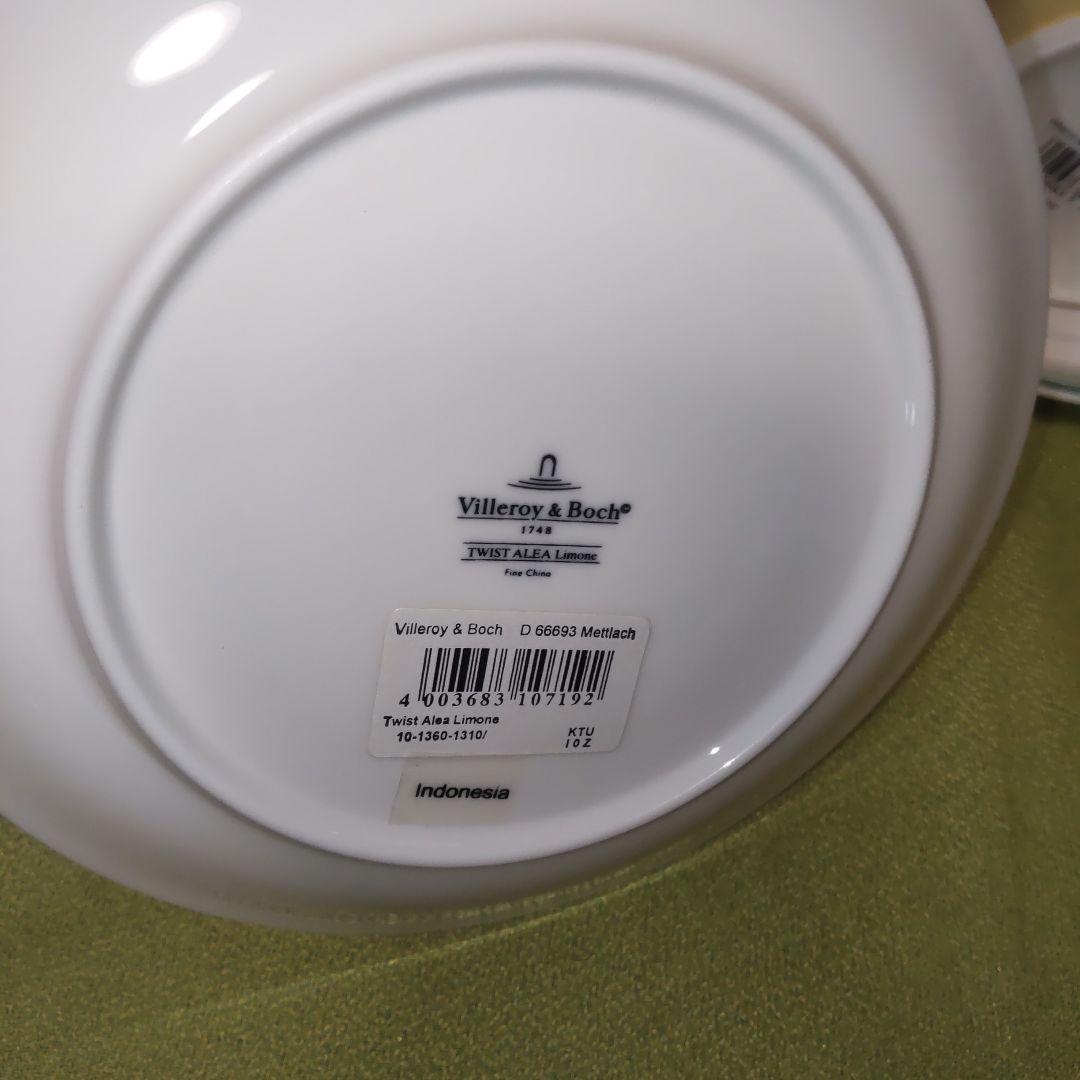 Villeroy & Boch©
1748
TWIST ALEA Limone
Fine China
Villeroy & Boch D 66693 Mettlach
4 003683 107192
Twist Alea Limone
10-1360-1310/ KTU
IOZ
Indonesia